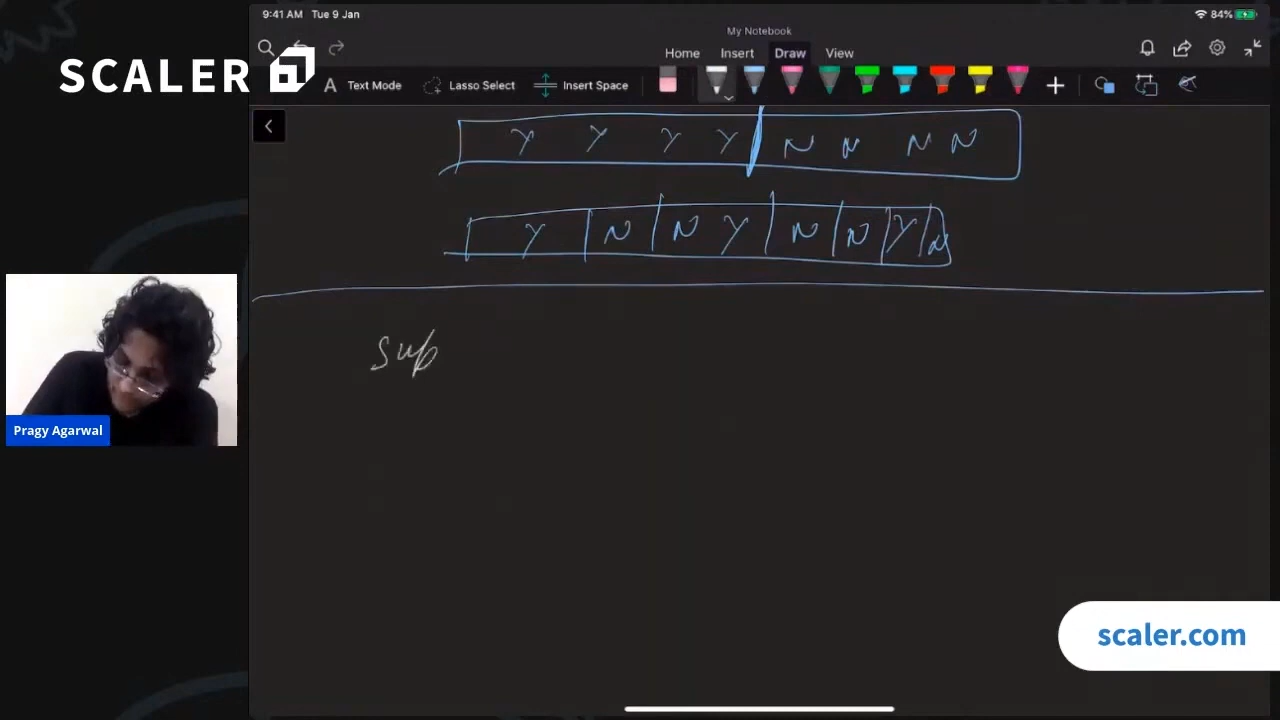 9:41 AM Tue 9 Jan
84%
My Notebook
Home Insert Draw View
SCALER
Text Mode Lasso Select Insert Space
Y Y Y Y N N N N
Y N N Y N N Y N
Sup
Pragy Agarwal
scaler.com